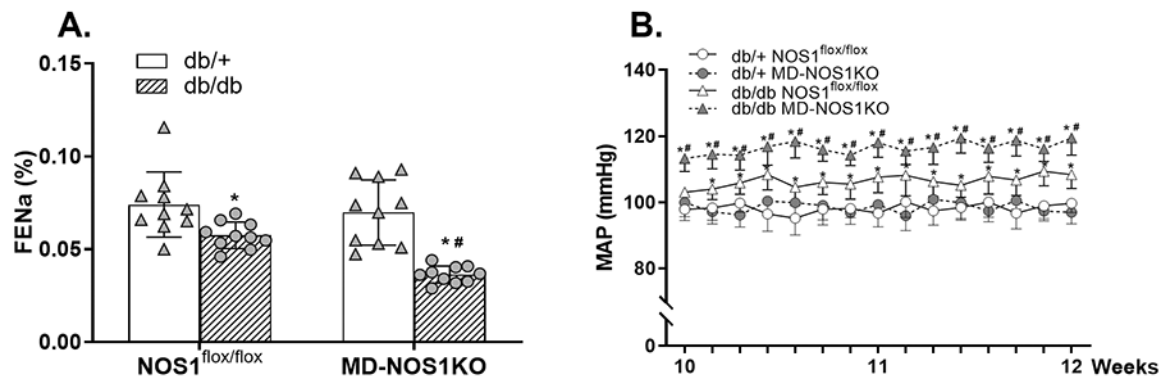 A.
db/+
db/db
FENa (%)
0.15
0.10
0.05
0.00
*
* #
NOS1flox/flox
MD-NOS1KO
B.
db/+ NOS1flox/flox
db/+ MD-NOS1KO
db/db NOS1flox/flox
db/db MD-NOS1KO
MAP (mmHg)
140
120
100
80
0
*# *# *# *# *# *# *# *# *# *# *# *# *# *# *#
* * * * * * * * * * * * * *
10 11 12 Weeks